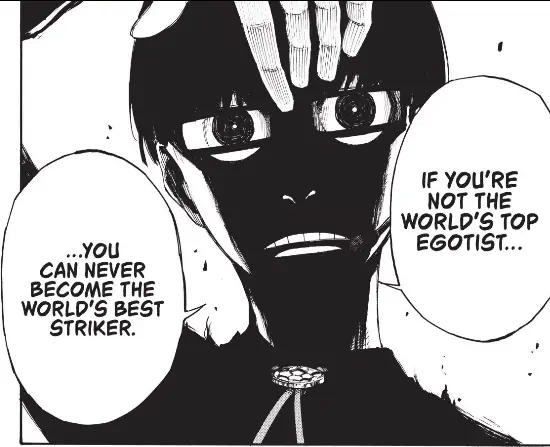 IF YOU'RE
NOT THE
WORLD'S TOP
EGOTIST...
...YOU
CAN NEVER
BECOME THE
WORLD'S BEST
STRIKER.